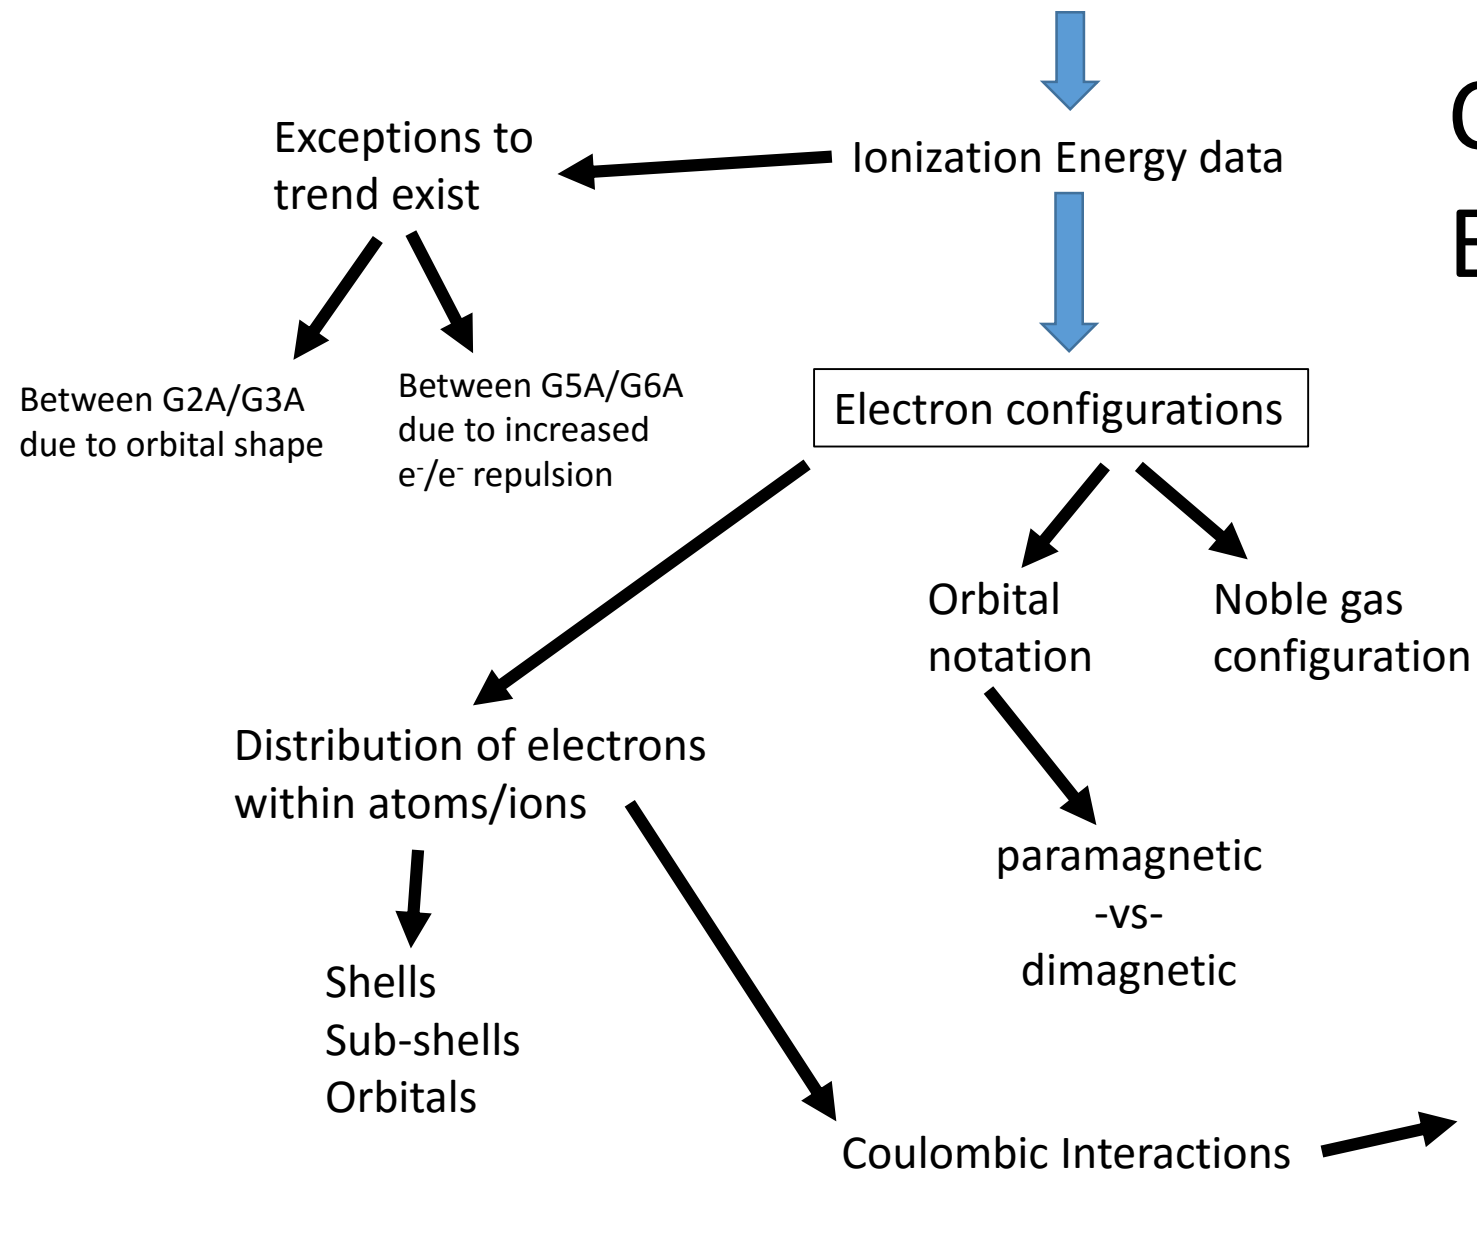 Exceptions to
trend exist
Ionization Energy data
Between G2A/G3A
due to orbital shape
Between G5A/G6A
due to increased
e⁻/e⁻ repulsion
Electron configurations
Orbital
notation
Noble gas
configuration
Distribution of electrons
within atoms/ions
paramagnetic
-vs-
dimagnetic
Shells
Sub-shells
Orbitals
Coulombic Interactions